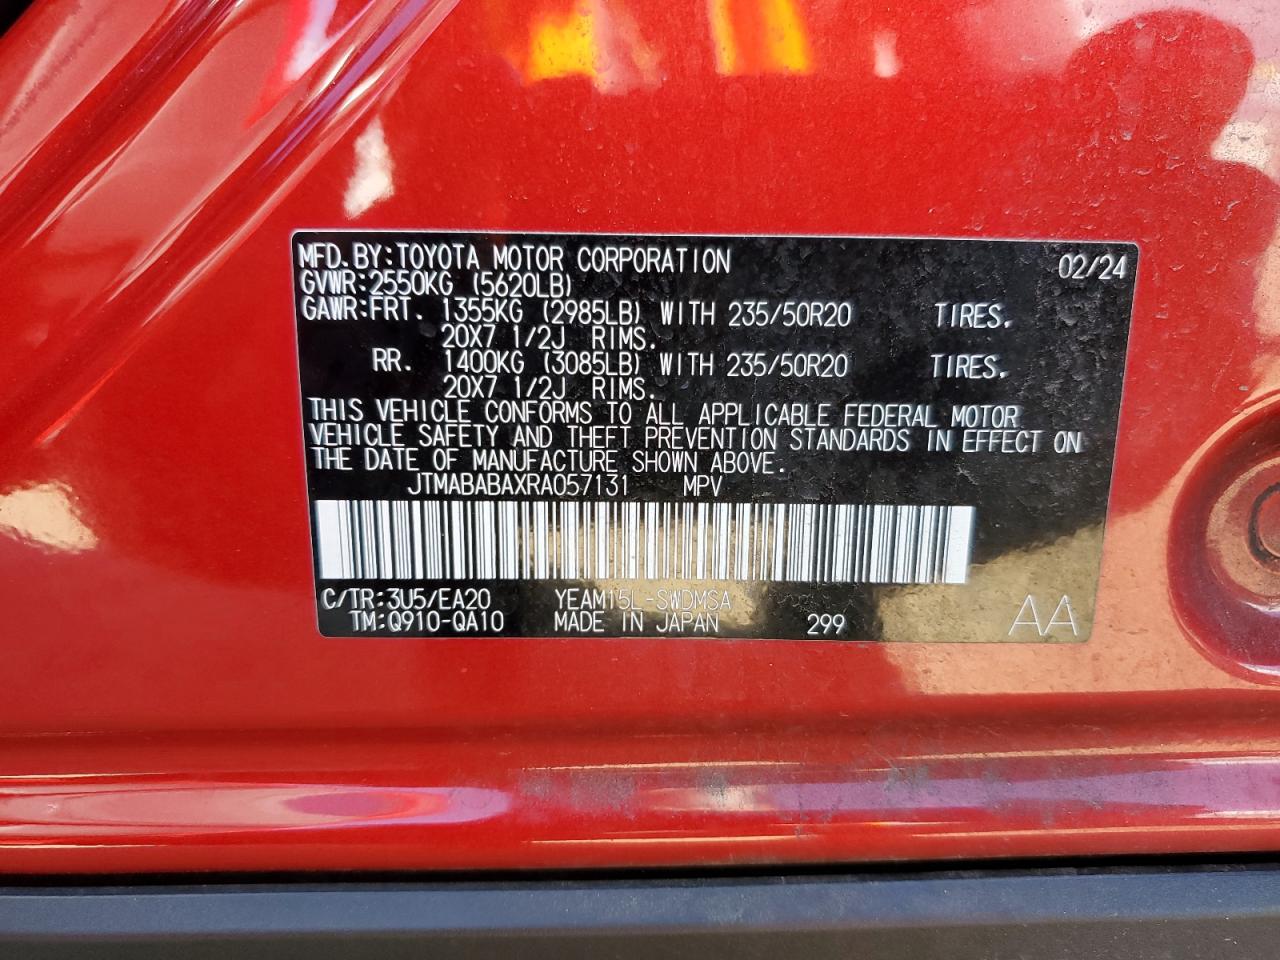 MFD. BY: TOYOTA MOTOR CORPORATION 02/24
GVWR: 2550KG (5620LB)
GAWR: FRT. 1355KG (2985LB) WITH 235/50R20 TIRES.
20X7 1/2J RIMS.
RR. 1400KG (3085LB) WITH 235/50R20 TIRES.
20X7 1/2J RIMS.
THIS VEHICLE CONFORMS TO ALL APPLICABLE FEDERAL MOTOR
VEHICLE SAFETY AND THEFT PREVENTION STANDARDS IN EFFECT ON
THE DATE OF MANUFACTURE SHOWN ABOVE.
JTMABABAXRA057131 MPV
C/TR: 3U5/EA20 YEAM15L-SWDMSA
TM: Q910-QA10 MADE IN JAPAN 299 AA